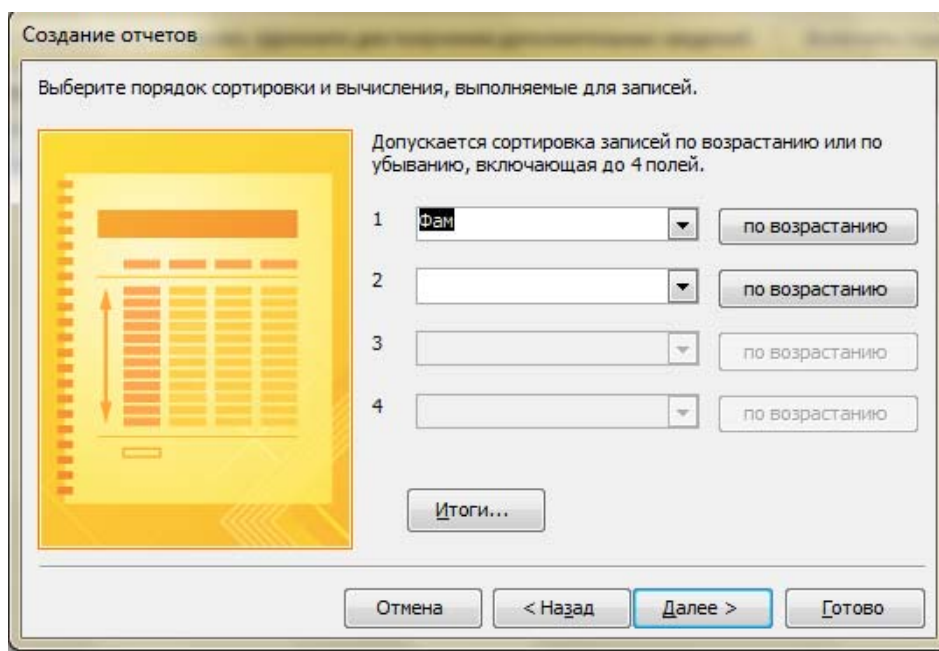 Создание отчетов
Выберите порядок сортировки и вычисления, выполняемые для записей.
Допускается сортировка записей по возрастанию или по
убыванию, включающая до 4 полей.
1 Фам по возрастанию
2 по возрастанию
3 по возрастанию
4 по возрастанию
Итоги...
Отмена < Назад Далее > Готово